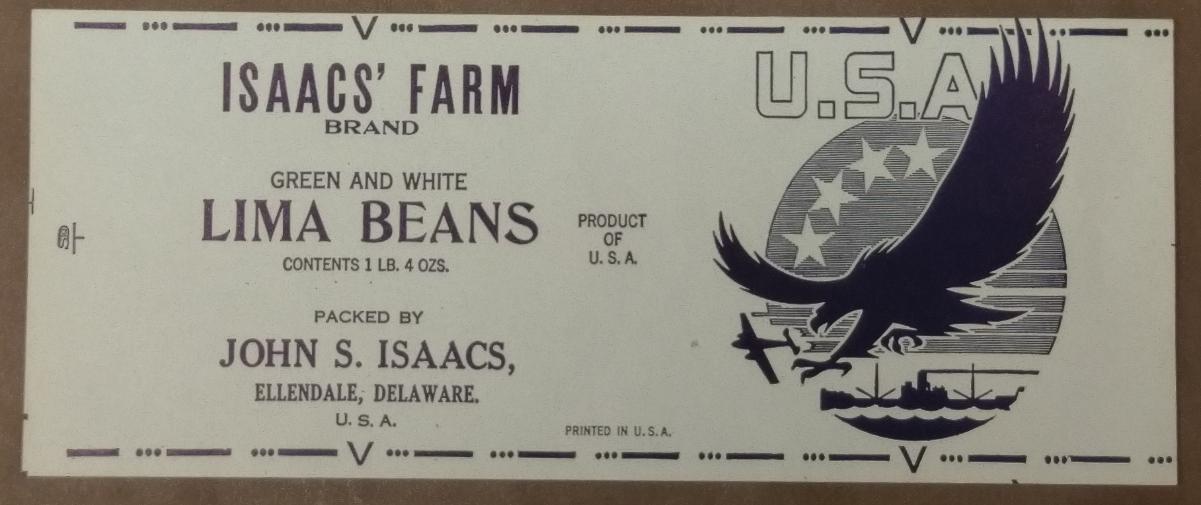 ISAACS' FARM
BRAND
GREEN AND WHITE
LIMA BEANS
CONTENTS 1 LB. 4 OZS.
PACKED BY
JOHN S. ISAACS,
ELLENDALE, DELAWARE.
U. S. A.
PRODUCT
OF
U. S. A.
PRINTED IN U. S. A.
U.S.A
V
V
V
V